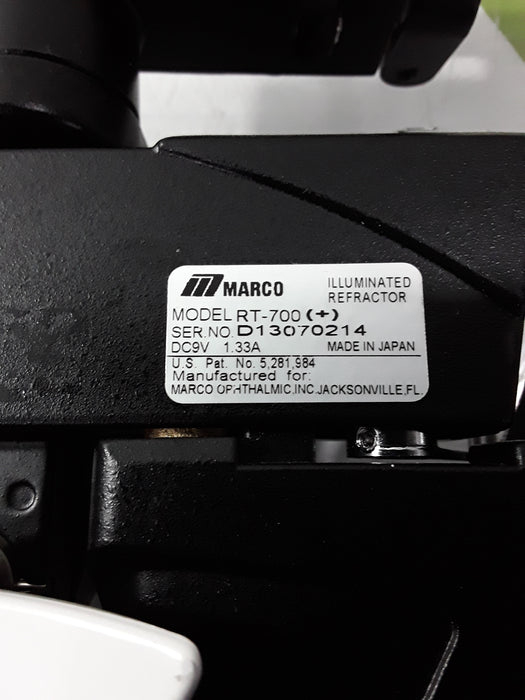 MARCO ILLUMINATED
REFRACTOR
MODEL RT-700 (+)
SER.NO. D13070214
DC9V 1.33A MADE IN JAPAN
U.S. Pat. No. 5,281,984
Manufactured for:
MARCO OPHTHALMIC,INC.JACKSONVILLE,FL.